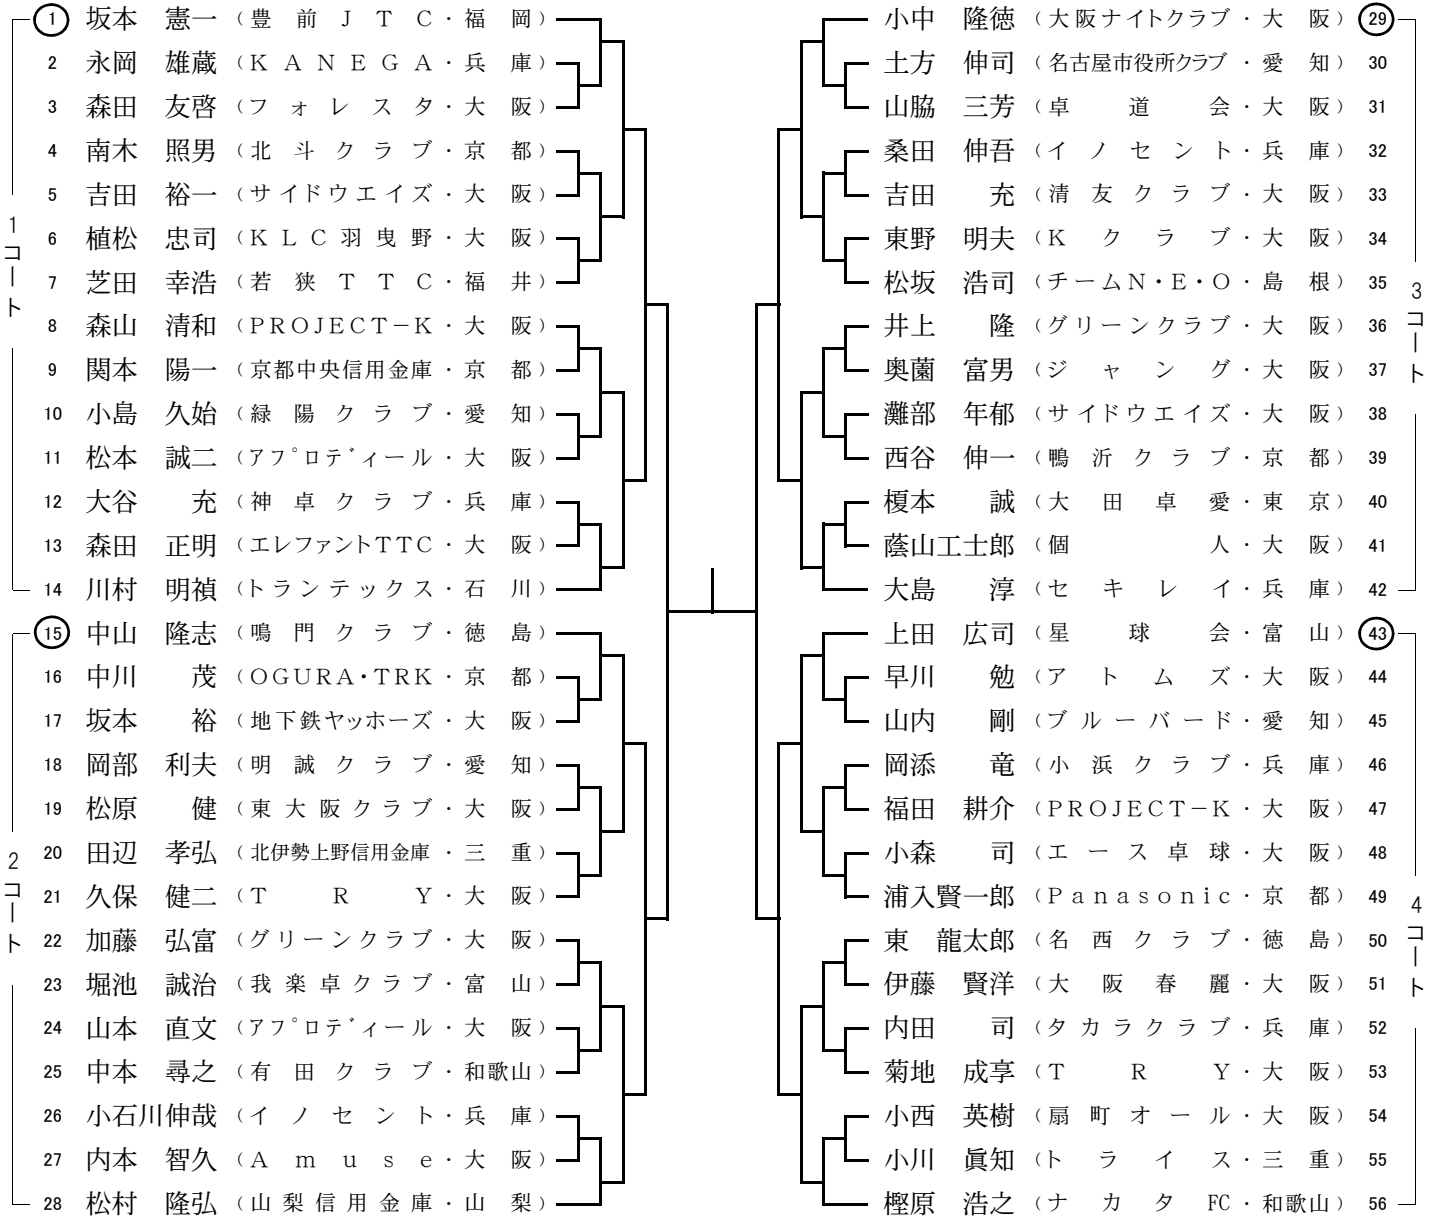 1コート
① 坂本 憲一 (豊前JTC・福岡)
2 永岡 雄蔵 (KANEGA・兵庫)
3 森田 友啓 (フォレスタ・大阪)
4 南木 照男 (北斗クラブ・京都)
5 吉田 裕一 (サイドウエイズ・大阪)
6 植松 忠司 (KLC羽曳野・大阪)
7 芝田 幸浩 (若狭TTC・福井)
8 森山 清和 (PROJECT-K・大阪)
9 関本 陽一 (京都中央信用金庫・京都)
10 小島 久始 (緑陽クラブ・愛知)
11 松本 誠二 (アプロディール・大阪)
12 大谷 充 (神卓クラブ・兵庫)
13 森田 正明 (エレファントTTC・大阪)
14 川村 明禎 (トランテックス・石川)
2コート
⑮ 中山 隆志 (鳴門クラブ・徳島)
16 中川 茂 (OGURA・TRK・京都)
17 坂本 裕 (地下鉄ヤッホーズ・大阪)
18 岡部 利夫 (明誠クラブ・愛知)
19 松原 健 (東大阪クラブ・大阪)
20 田辺 孝弘 (北伊勢上野信用金庫・三重)
21 久保 健二 (TRY・大阪)
22 加藤 弘富 (グリーンクラブ・大阪)
23 堀池 誠治 (我楽卓クラブ・富山)
24 山本 直文 (アプロディール・大阪)
25 中本 尋之 (有田クラブ・和歌山)
26 小石川伸哉 (イノセント・兵庫)
27 内本 智久 (Amuse・大阪)
28 松村 隆弘 (山梨信用金庫・山梨)
3コート
小中 隆徳 (大阪ナイトクラブ・大阪) ㉙
土方 伸司 (名古屋市役所クラブ・愛知) 30
山脇 三芳 (卓道会・大阪) 31
桑田 伸吾 (イノセント・兵庫) 32
吉田 充 (清友クラブ・大阪) 33
東野 明夫 (Kクラブ・大阪) 34
松坂 浩司 (チームN・E・O・島根) 35
井上 隆 (グリーンクラブ・大阪) 36
奥薗 富男 (ジャング・大阪) 37
灘部 年郁 (サイドウエイズ・大阪) 38
西谷 伸一 (鴨沂クラブ・京都) 39
榎本 誠 (大田卓愛・東京) 40
蔭山工士郎 (個人・大阪) 41
大島 淳 (セキレイ・兵庫) 42
4コート
上田 広司 (星球会・富山) ㊸
早川 勉 (アトムズ・大阪) 44
山内 剛 (ブルーバード・愛知) 45
岡添 竜 (小浜クラブ・兵庫) 46
福田 耕介 (PROJECT-K・大阪) 47
小森 司 (エース卓球・大阪) 48
浦入賢一郎 (Panasonic・京都) 49
東 龍太郎 (名西クラブ・徳島) 50
伊藤 賢洋 (大阪春麗・大阪) 51
内田 司 (タカラクラブ・兵庫) 52
菊地 成享 (TRY・大阪) 53
小西 英樹 (扇町オール・大阪) 54
小川 眞知 (トライス・三重) 55
樫原 浩之 (ナカタFC・和歌山) 56